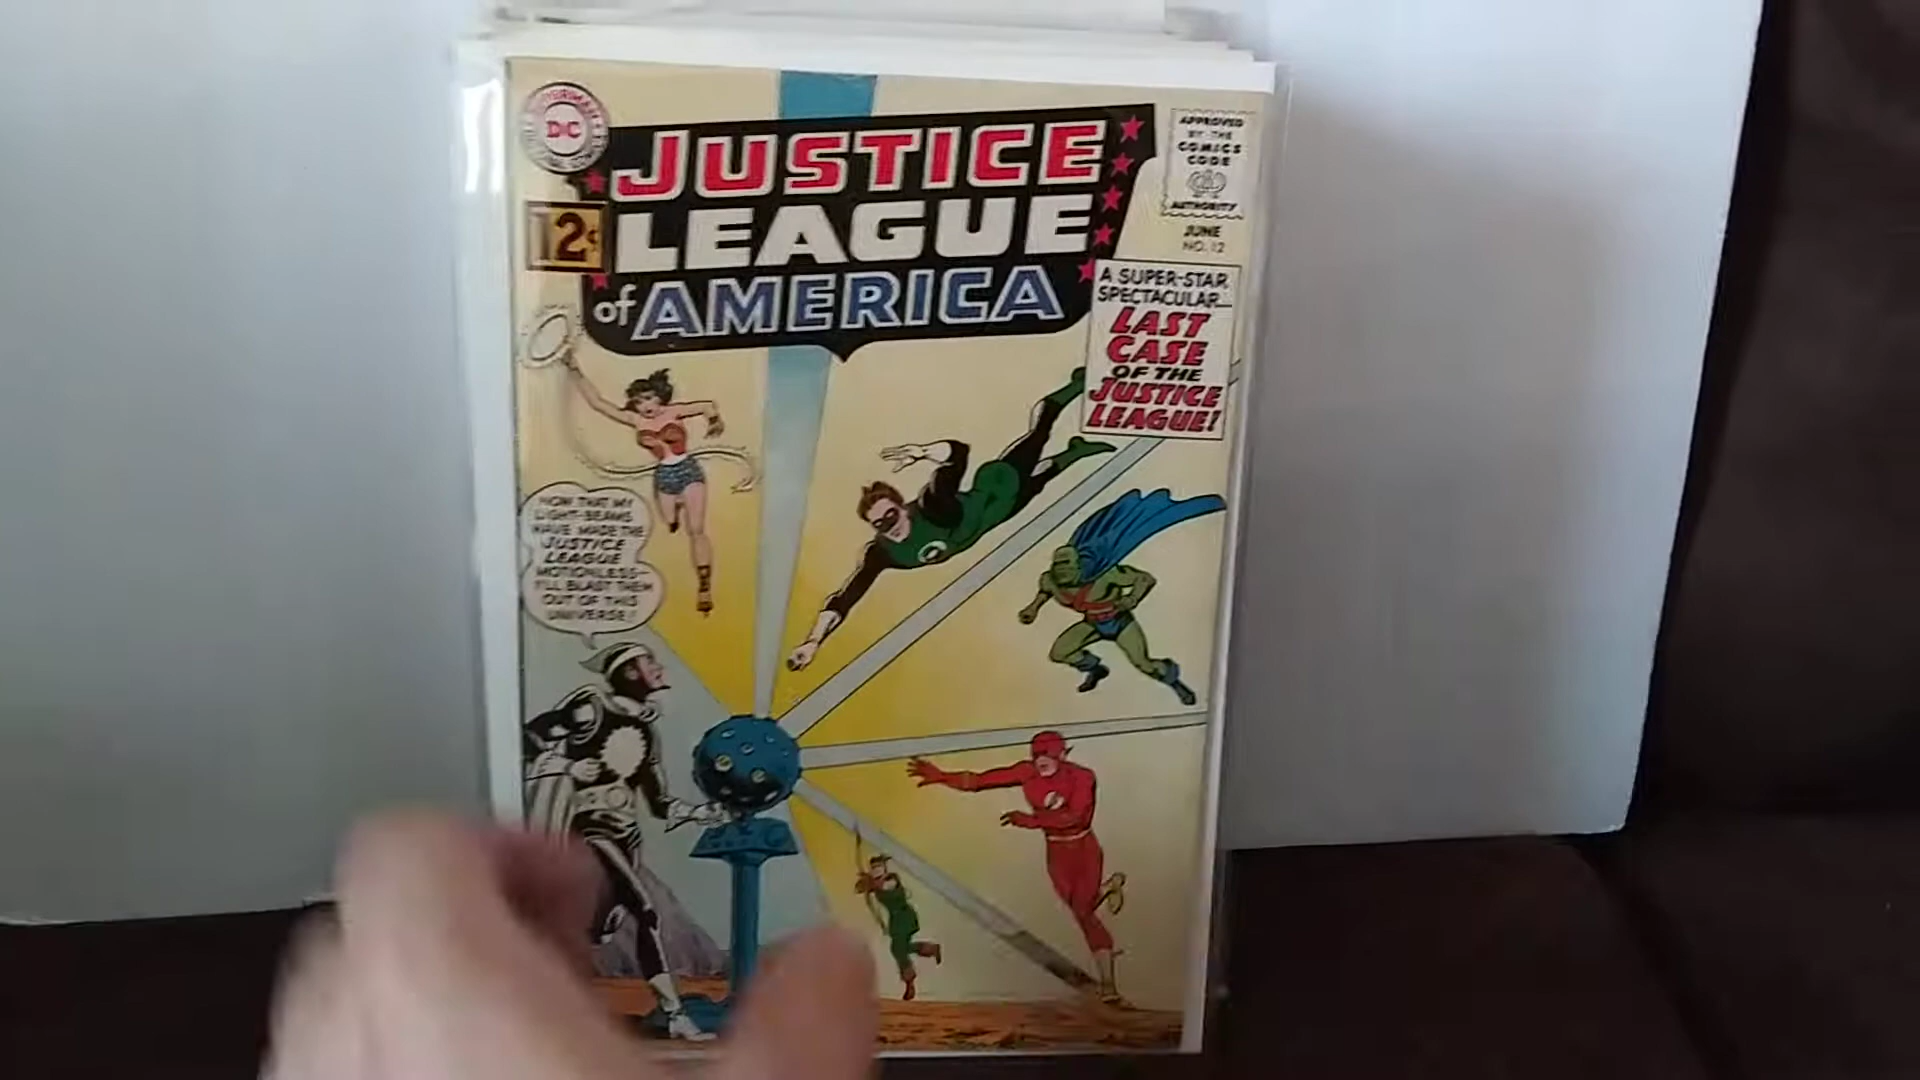 SUPERMAN
DC
JUSTICE
LEAGUE
of AMERICA
12¢
APPROVED
BY THE
COMICS
CODE
AUTHORITY
JUNE
NO. 12
A SUPER-STAR
SPECTACULAR...
LAST
CASE
OF THE
JUSTICE
LEAGUE!
NOW THAT MY
LIGHT-BEAMS
HAVE MADE THE
JUSTICE
LEAGUE
MOTIONLESS--
I'LL BLAST THEM
OUT OF THIS
UNIVERSE!